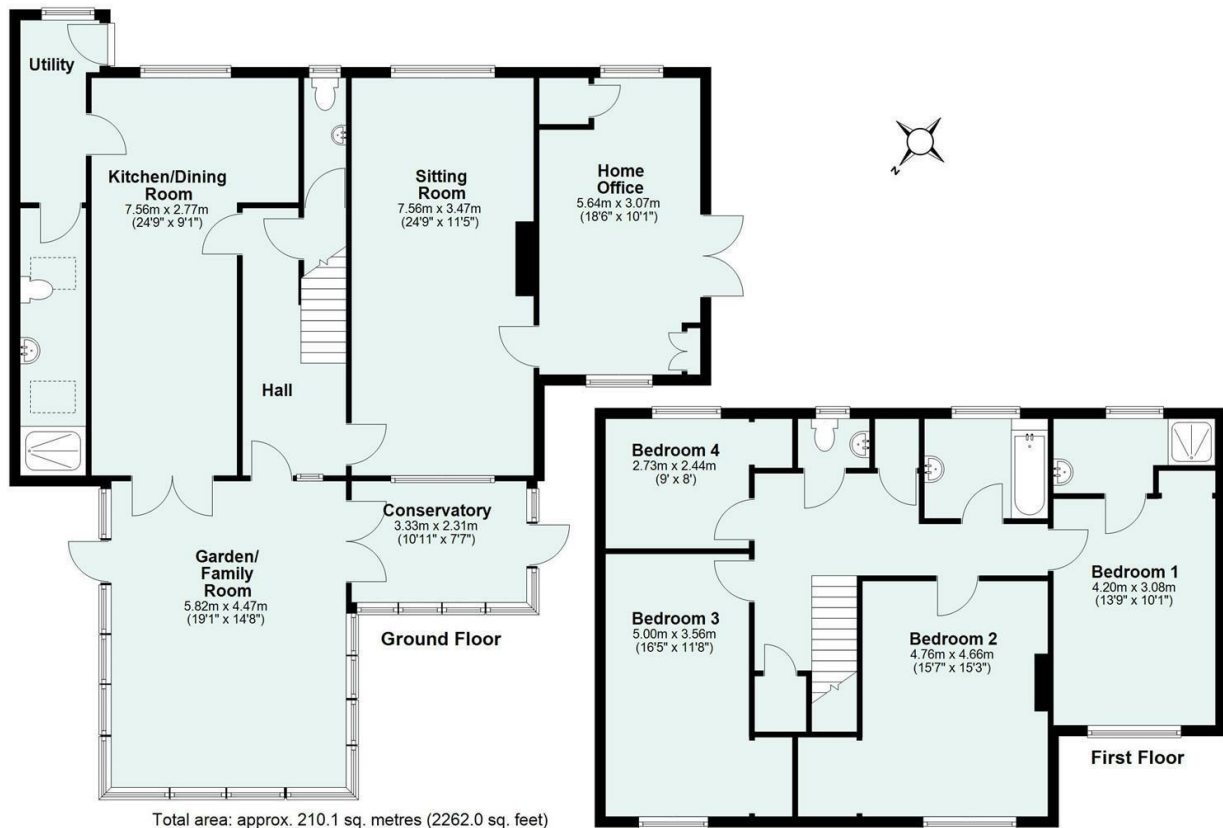 Utility
Kitchen/Dining
Room
7.56m x 2.77m
(24'9" x 9'1")
Sitting
Room
7.56m x 3.47m
(24'9" x 11'5")
Home
Office
5.64m x 3.07m
(18'6" x 10'1")
N
Hall
Conservatory
3.33m x 2.31m
(10'11" x 7'7")
Garden/
Family
Room
5.82m x 4.47m
(19'1" x 14'8")
Ground Floor
Bedroom 4
2.73m x 2.44m
(9' x 8')
Bedroom 3
5.00m x 3.56m
(16'5" x 11'8")
Bedroom 2
4.76m x 4.66m
(15'7" x 15'3")
Bedroom 1
4.20m x 3.08m
(13'9" x 10'1")
First Floor
Total area: approx. 210.1 sq. metres (2262.0 sq. feet)